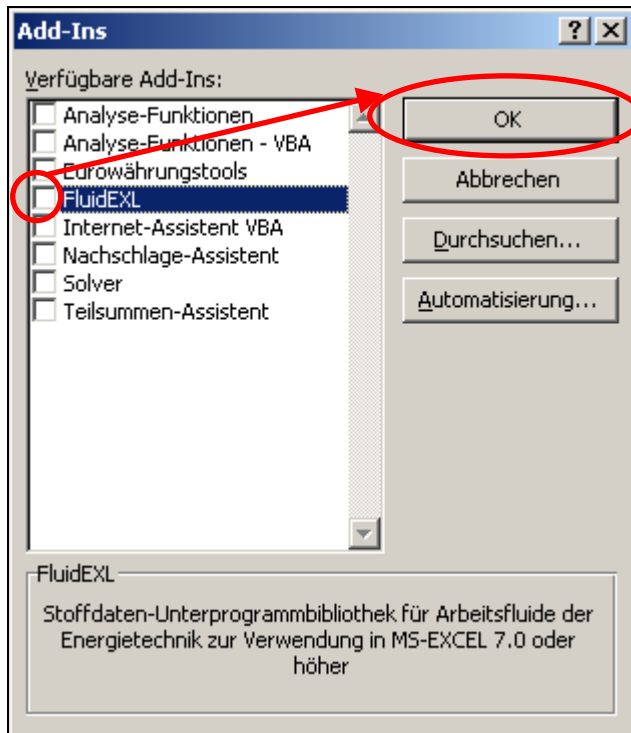 Add-Ins
Verfügbare Add-Ins:
Analyse-Funktionen
Analyse-Funktionen - VBA
Eurowährungstools
FluidEXL
Internet-Assistent VBA
Nachschlage-Assistent
Solver
Teilsummen-Assistent
OK
Abbrechen
Durchsuchen...
Automatisierung...
FluidEXL
Stoffdaten-Unterprogrammbibliothek für Arbeitsfluide der
Energietechnik zur Verwendung in MS-EXCEL 7.0 oder
höher